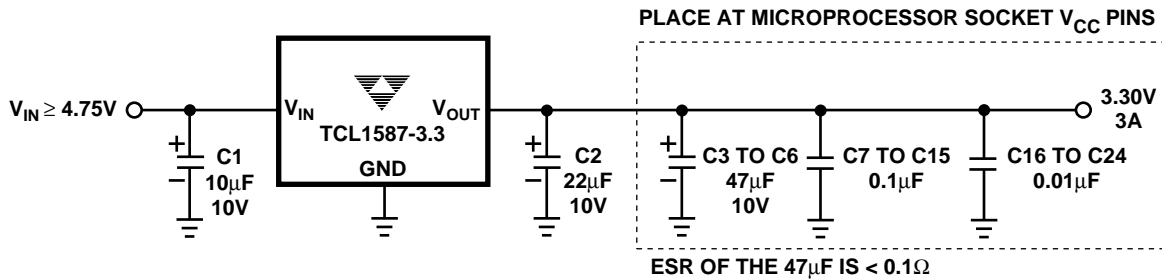 PLACE AT MICROPROCESSOR SOCKET VCC PINS
VIN ≥ 4.75V
VIN
VOUT
TCL1587-3.3
GND
3.30V
3A
+
–
C1
10μF
10V
+
–
C2
22μF
10V
+
–
C3 TO C6
47μF
10V
C7 TO C15
0.1μF
C16 TO C24
0.01μF
ESR OF THE 47μF IS < 0.1Ω